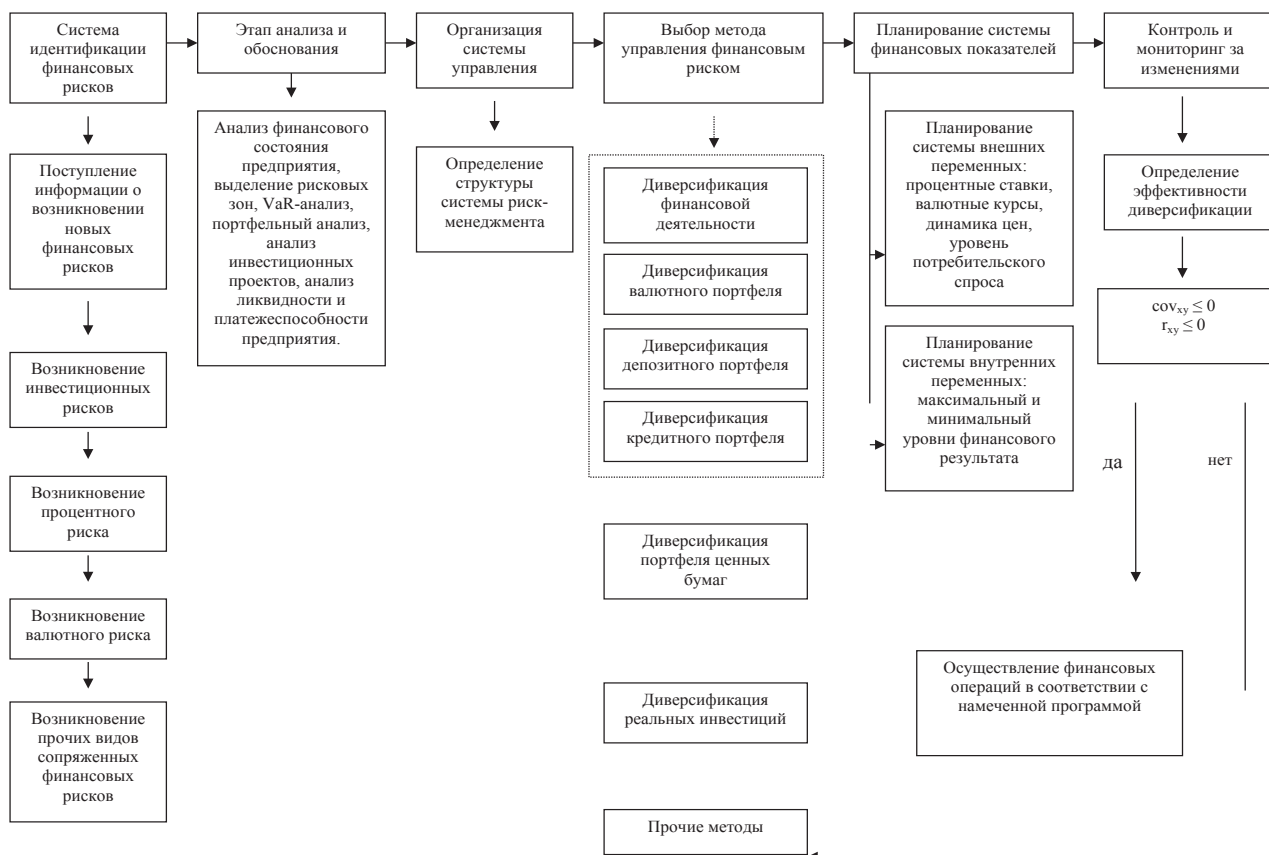 Система
идентификации
финансовых
рисков
Этап анализа и
обоснования
Организация
системы
управления
Выбор метода
управления финансовым
риском
Планирование системы
финансовых показателей
Контроль и
мониторинг за
изменениями
Поступление
информации о
возникновении
новых
финансовых
рисков
Возникновение
инвестиционных
рисков
Возникновение
процентного
риска
Возникновение
валютного риска
Возникновение
прочих видов
сопряженных
финансовых
рисков
Анализ финансового
состояния
предприятия,
выделение рисковых
зон, VaR-анализ,
портфельный анализ,
анализ
инвестиционных
проектов, анализ
ликвидности и
платежеспособности
предприятия.
Определение
структуры
системы риск-
менеджмента
Диверсификация
финансовой
деятельности
Диверсификация
валютного портфеля
Диверсификация
депозитного портфеля
Диверсификация
кредитного портфеля
Диверсификация
портфеля ценных
бумаг
Диверсификация
реальных инвестиций
Прочие методы
Планирование
системы внешних
переменных:
процентные ставки,
валютные курсы,
динамика цен,
уровень
потребительского
спроса
Планирование
системы внутренних
переменных:
максимальный и
минимальный
уровни финансового
результата
Определение
эффективности
диверсификации
cov_xy ≤ 0
r_xy ≤ 0
да
нет
Осуществление финансовых
операций в соответствии с
намеченной программой